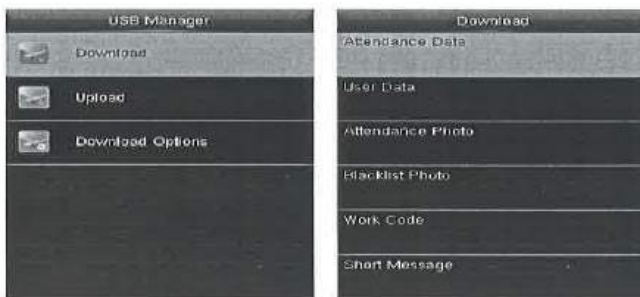 USB Manager
Download
Upload
Download Options
Download
Attendance Data
User Data
Attendance Photo
Blacklist Photo
Work Code
Short Message